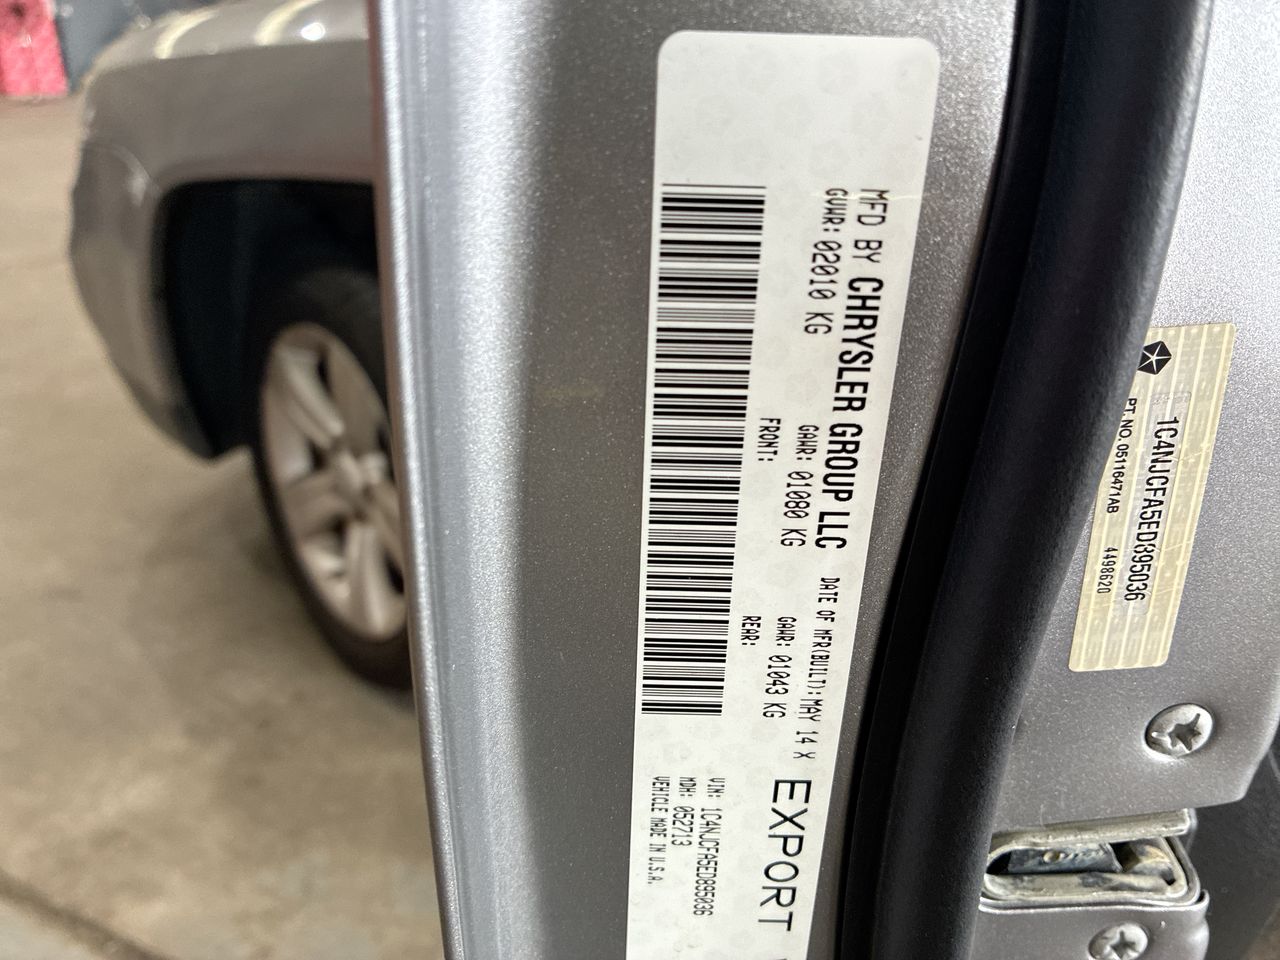 MFD BY CHRYSLER GROUP LLC
DATE OF MFR(BUILT):MAY 14 X
GVWR: 02010 KG
GAWR: 01080 KG
FRONT:
GAWR: 01043 KG
REAR:
EXPORT
VIN: 1C4NJCFA5ED895036
MDH: 052713
VEHICLE MADE IN U.S.A.
1C4NJCFA5ED895036
PT. NO. 05116471AB
4498620